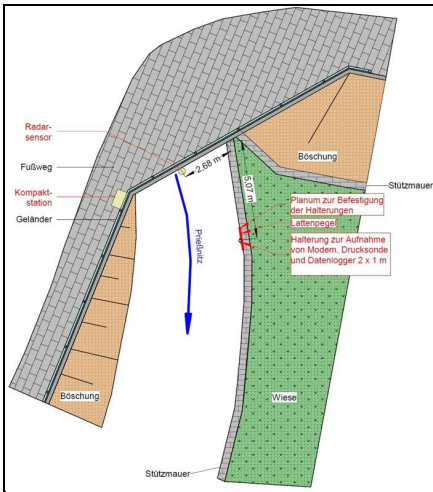 Radar-
sensor
Fußweg
Kompakt-
station
Geländer
2,68 m
5,07 m
Prießnitz
Böschung
Stützmauer
Planum zur Befestigung
der Halterungen
Lattenpegel
Halterung zur Aufnahme
von Modem, Drucksonde
und Datenlogger 2 x 1 m
Böschung
Wiese
Stützmauer